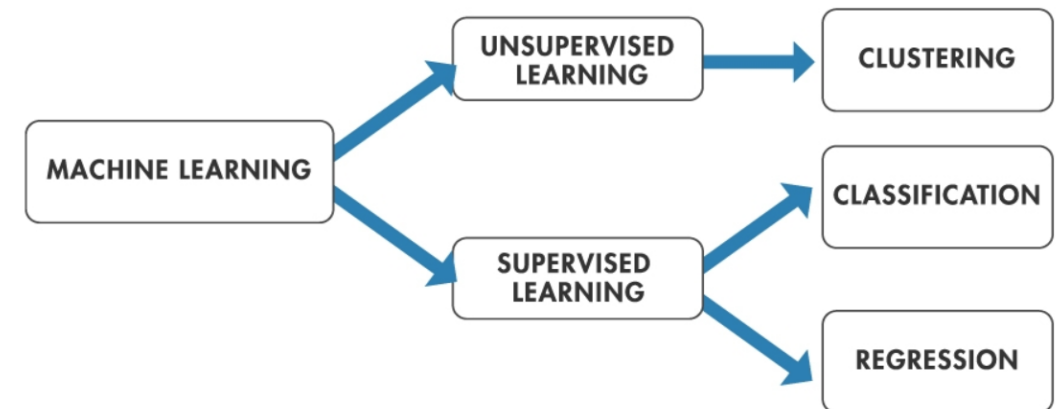 MACHINE LEARNING
UNSUPERVISED
LEARNING
CLUSTERING
SUPERVISED
LEARNING
CLASSIFICATION
REGRESSION